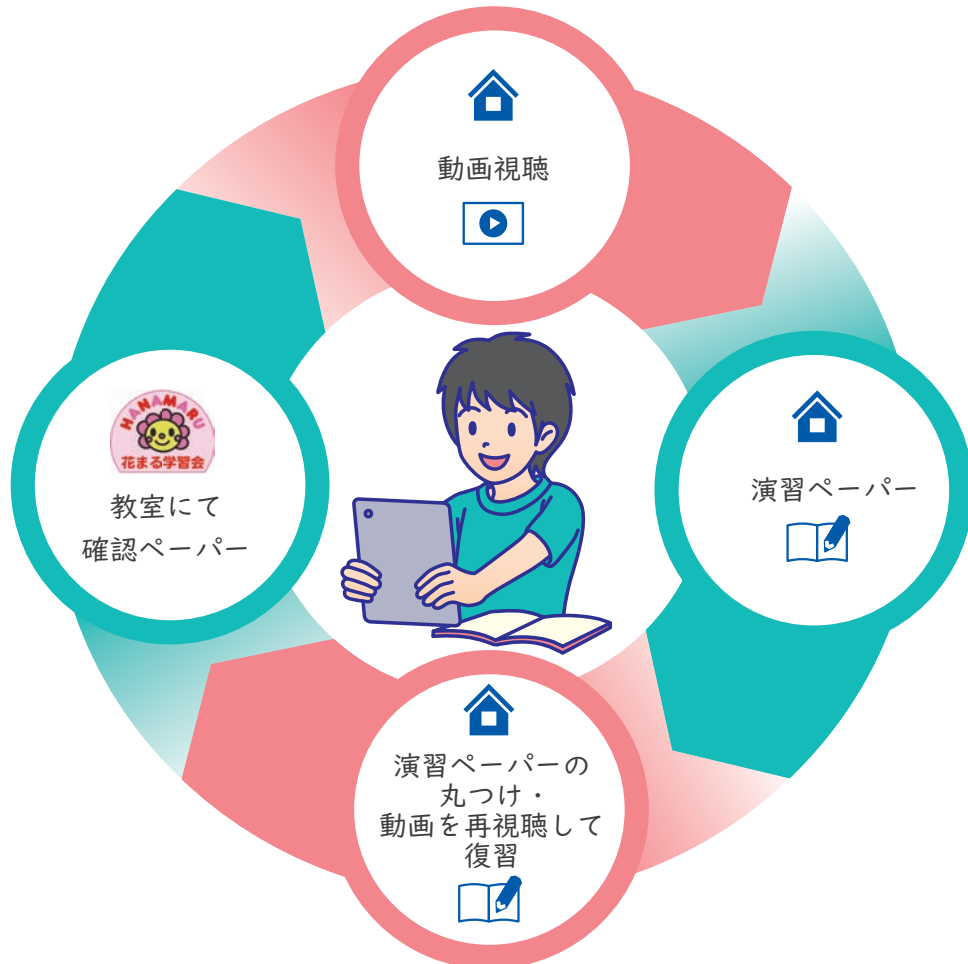 動画視聴
演習ペーパー
演習ペーパーの
丸つけ・
動画を再視聴して
復習
HANAMARU
花まる学習会
教室にて
確認ペーパー